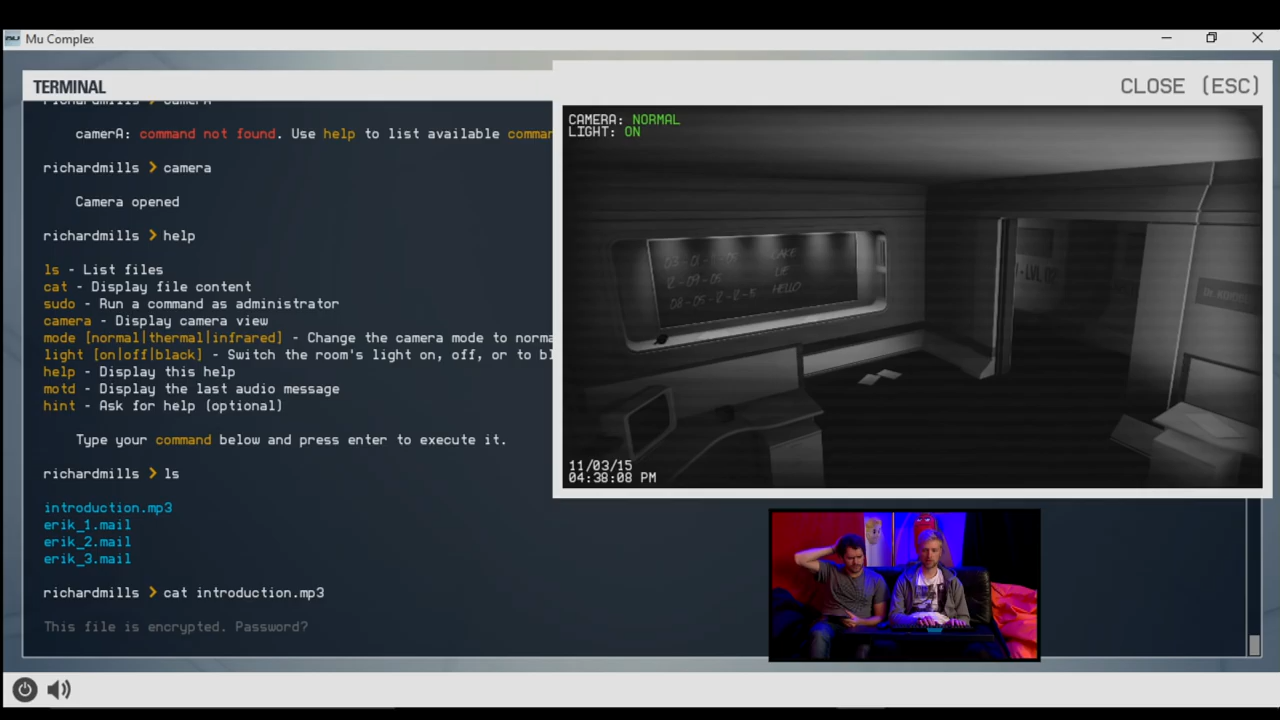 Mu Complex
TERMINAL
CLOSE (ESC)
richardmills > camerA
camerA: command not found. Use help to list available comman
richardmills > camera
Camera opened
richardmills > help
ls - List files
cat - Display file content
sudo - Run a command as administrator
camera - Display camera view
mode [normal|thermal|infrared] - Change the camera mode to norma
light [on|off|black] - Switch the room's light on, off, or to bl
help - Display this help
motd - Display the last audio message
hint - Ask for help (optional)
Type your command below and press enter to execute it.
richardmills > ls
introduction.mp3
erik_1.mail
erik_2.mail
erik_3.mail
richardmills > cat introduction.mp3
This file is encrypted. Password?
CAMERA: NORMAL
LIGHT: ON
LIE
HELLO
11/03/15
04:38:08 PM